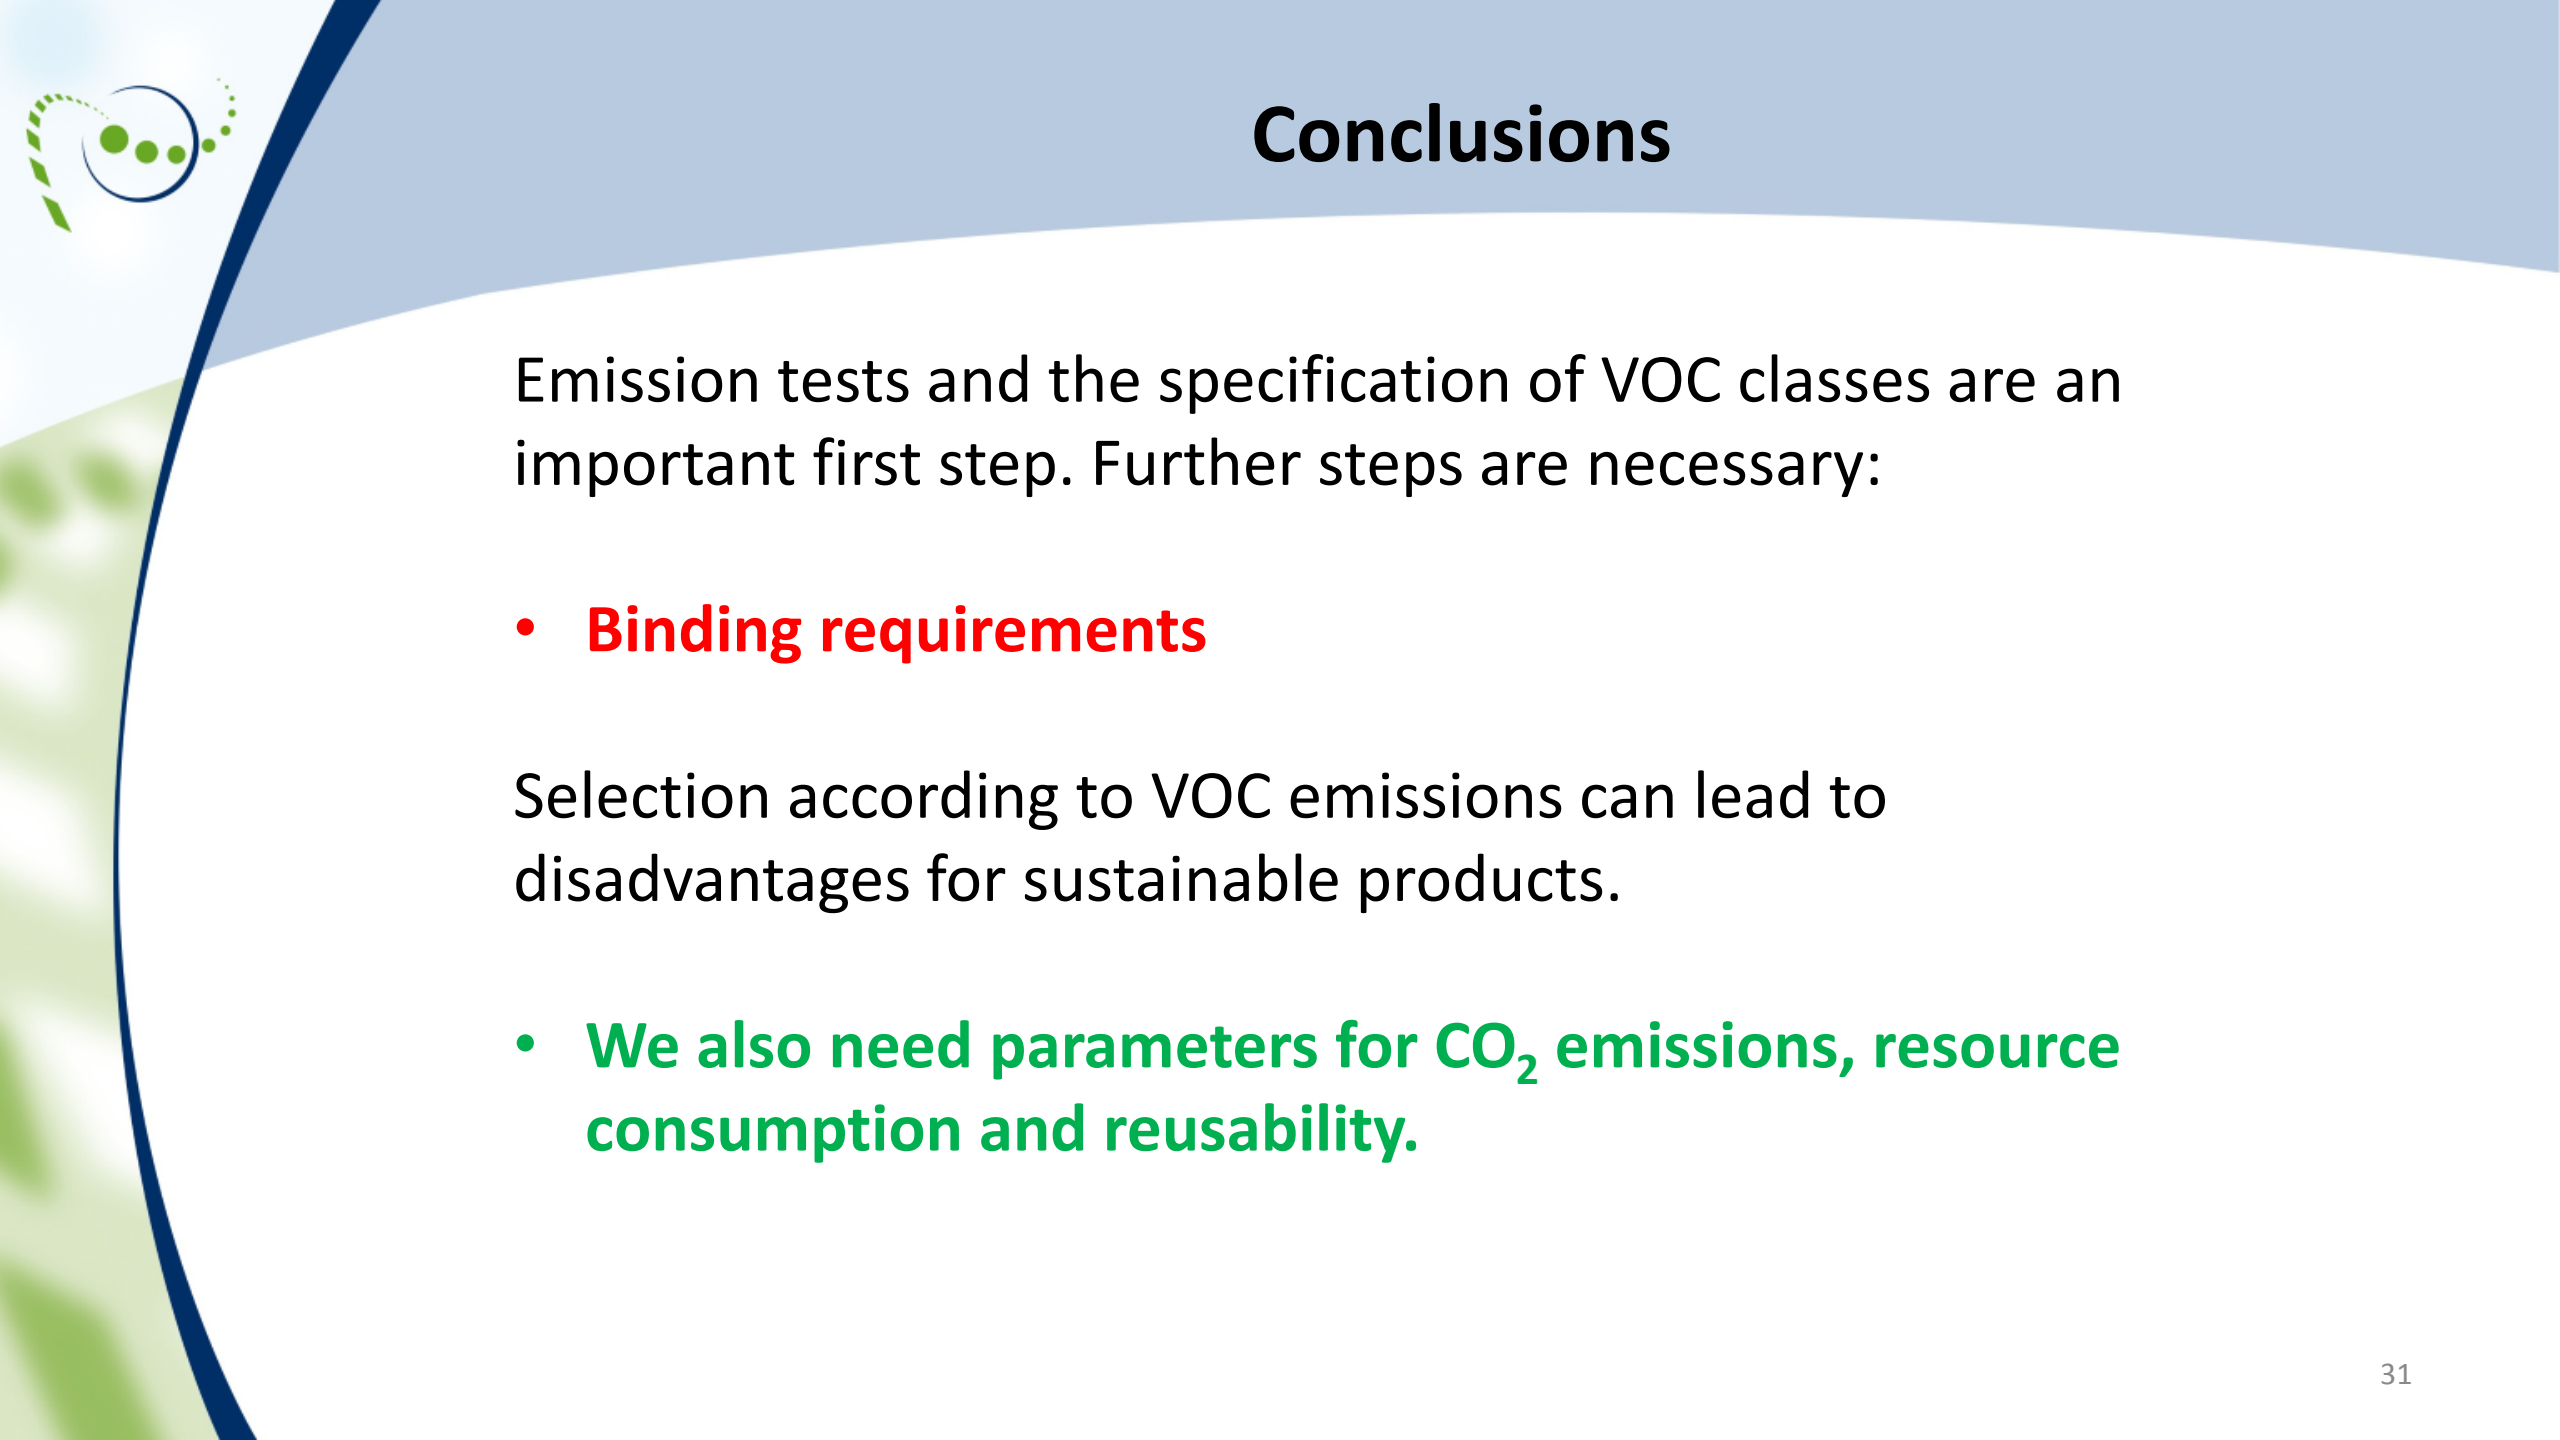 Conclusions
Emission tests and the specification of VOC classes are an
important first step. Further steps are necessary:
• Binding requirements
Selection according to VOC emissions can lead to
disadvantages for sustainable products.
• We also need parameters for CO₂ emissions, resource
consumption and reusability.
31